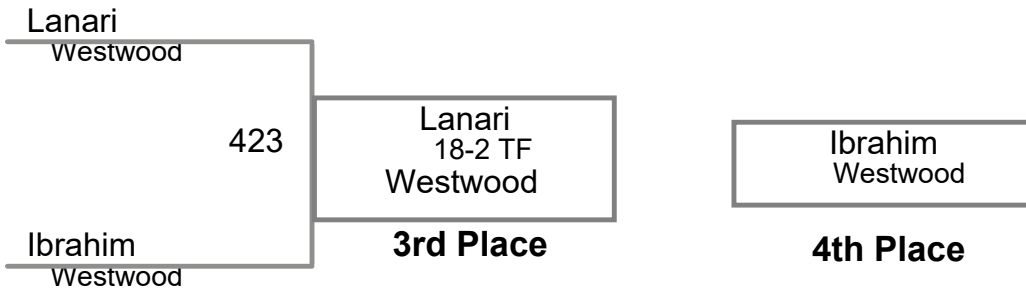 Lanari
Westwood
423
Lanari
18-2 TF
Westwood
3rd Place
Ibrahim
Westwood
Ibrahim
Westwood
4th Place